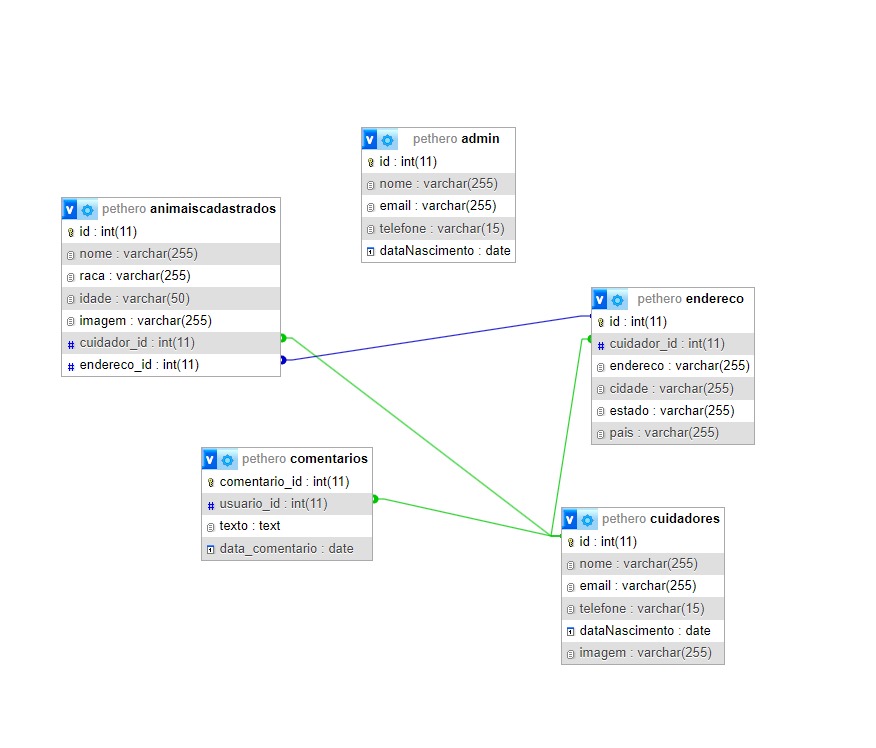 pethero admin
id : int(11)
nome : varchar(255)
email : varchar(255)
telefone : varchar(15)
dataNascimento : date
pethero animaiscadastrados
id : int(11)
nome : varchar(255)
raca : varchar(255)
idade : varchar(50)
imagem : varchar(255)
cuidador_id : int(11)
endereco_id : int(11)
pethero endereco
id : int(11)
cuidador_id : int(11)
endereco : varchar(255)
cidade : varchar(255)
estado : varchar(255)
pais : varchar(255)
pethero comentarios
comentario_id : int(11)
usuario_id : int(11)
texto : text
data_comentario : date
pethero cuidadores
id : int(11)
nome : varchar(255)
email : varchar(255)
telefone : varchar(15)
dataNascimento : date
imagem : varchar(255)